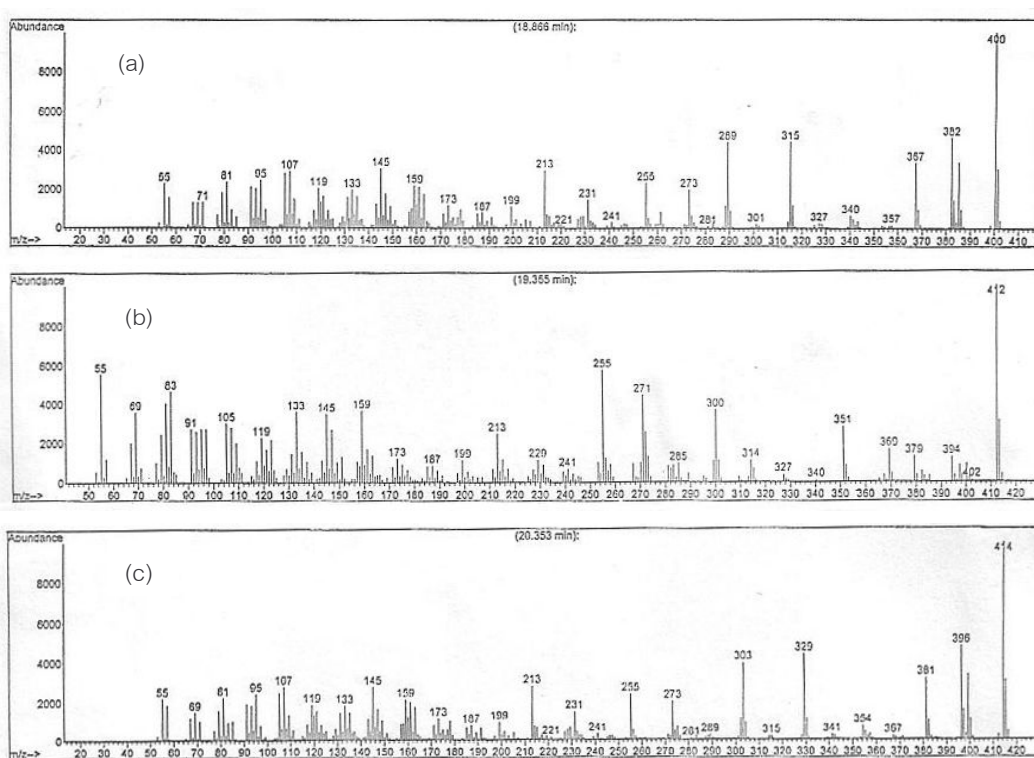 Abundance
(18.866 min):
(a)
8000
6000
4000
2000
0
55 71 81 95 107 119 133 145 159 173 187 199 213 221 231 241 255 273 281 289 301 315 327 340 357 367 382 400
m/z--> 20 30 40 50 60 70 80 90 100 110 120 130 140 150 160 170 180 190 200 210 220 230 240 250 260 270 280 290 300 310 320 330 340 350 360 370 380 390 400
Abundance
(19.355 min):
(b)
8000
6000
4000
2000
0
55 69 83 91 105 119 133 145 159 173 187 199 213 229 241 255 271 285 300 314 327 340 351 369 379 394 402 412
m/z--> 50 60 70 80 90 100 110 120 130 140 150 160 170 180 190 200 210 220 230 240 250 260 270 280 290 300 310 320 330 340 350 360 370 380 390 400 410 420
Abundance
(20.353 min):
(c)
8000
6000
4000
2000
0
55 69 81 95 107 119 133 145 159 173 187 199 213 221 231 241 255 273 281 289 303 315 329 341 354 367 381 396 414
m/z--> 20 30 40 50 60 70 80 90 100 110 120 130 140 150 160 170 180 190 200 210 220 230 240 250 260 270 280 290 300 310 320 330 340 350 360 370 380 390 400 410 420